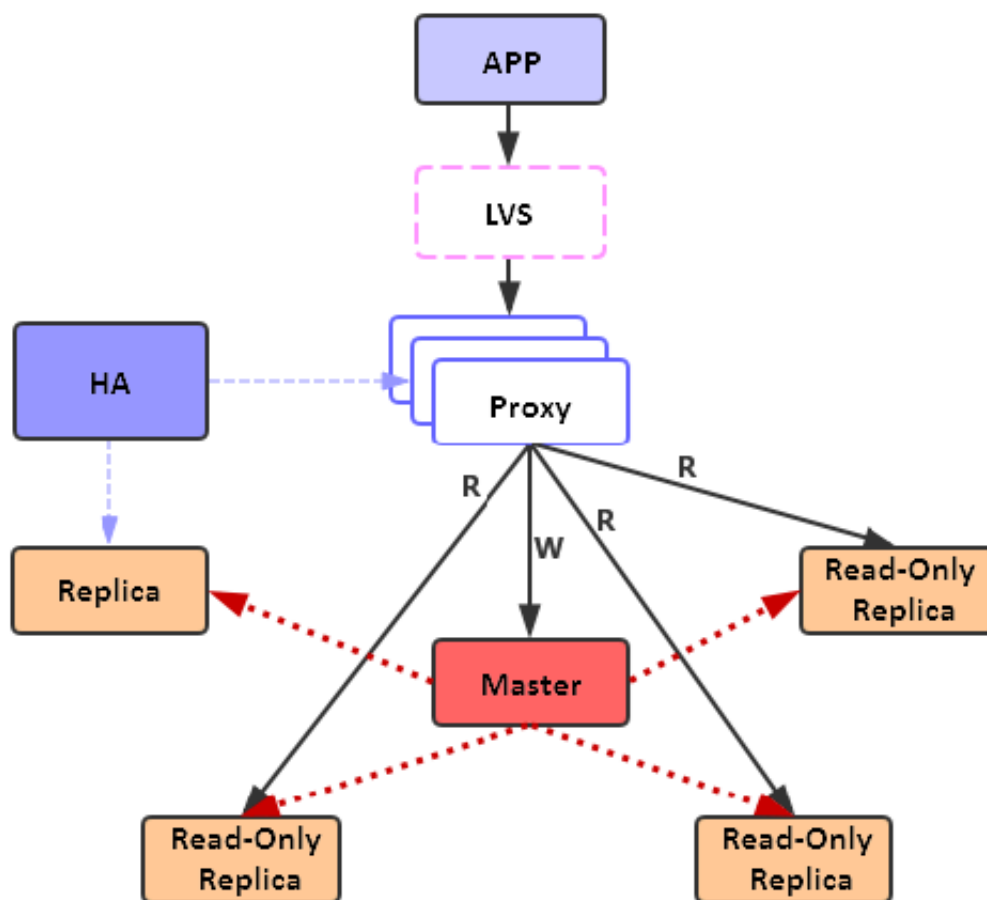 APP
LVS
HA
Proxy
R
R
R
W
Replica
Read-Only
Replica
Master
Read-Only
Replica
Read-Only
Replica